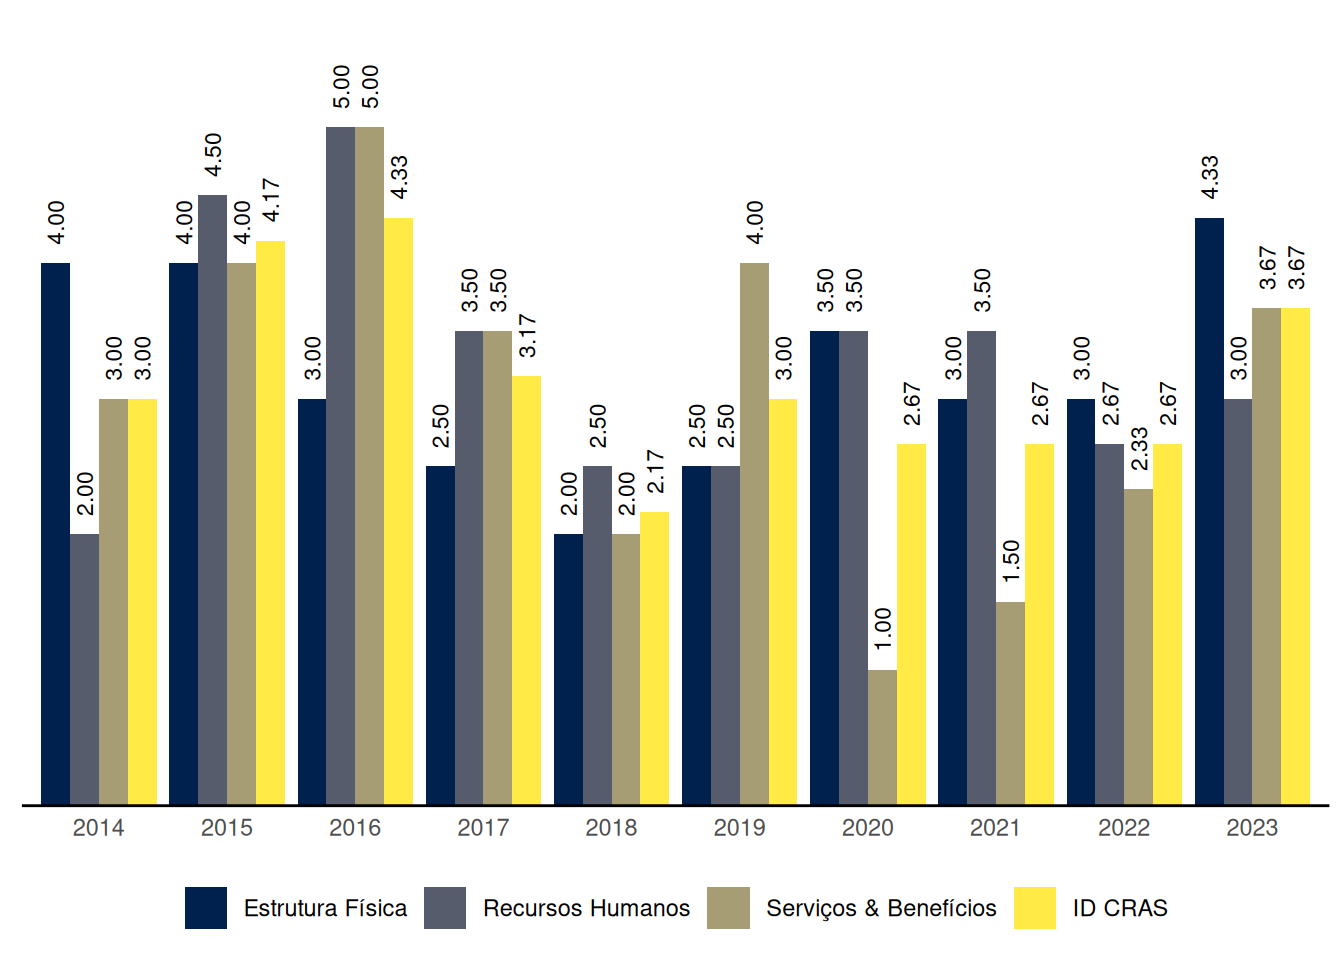 4.00 2.00 3.00 3.00
4.00 4.50 4.00 4.17
3.00 5.00 5.00 4.33
2.50 3.50 3.50 3.17
2.00 2.50 2.00 2.17
2.50 2.50 4.00 3.00
3.50 3.50 1.00 2.67
3.00 3.50 1.50 2.67
3.00 2.67 2.33 2.67
4.33 3.00 3.67 3.67
2014 2015 2016 2017 2018 2019 2020 2021 2022 2023
Estrutura Física Recursos Humanos Serviços & Benefícios ID CRAS